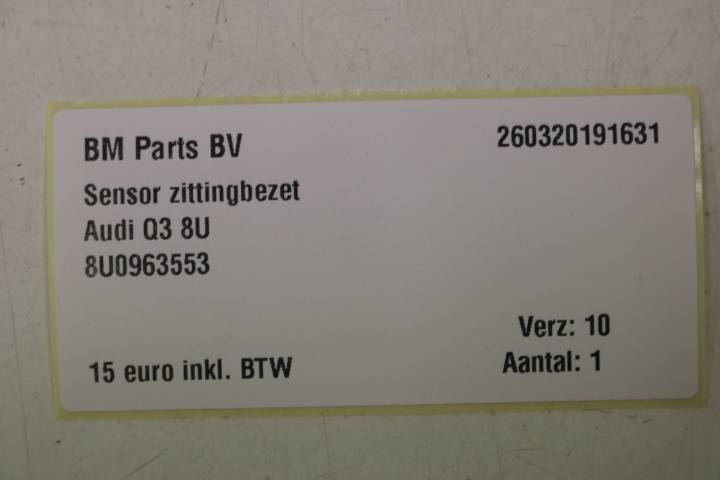 BM Parts BV 260320191631
Sensor zittingbezet
Audi Q3 8U
8U0963553
Verz: 10
15 euro inkl. BTW Aantal: 1